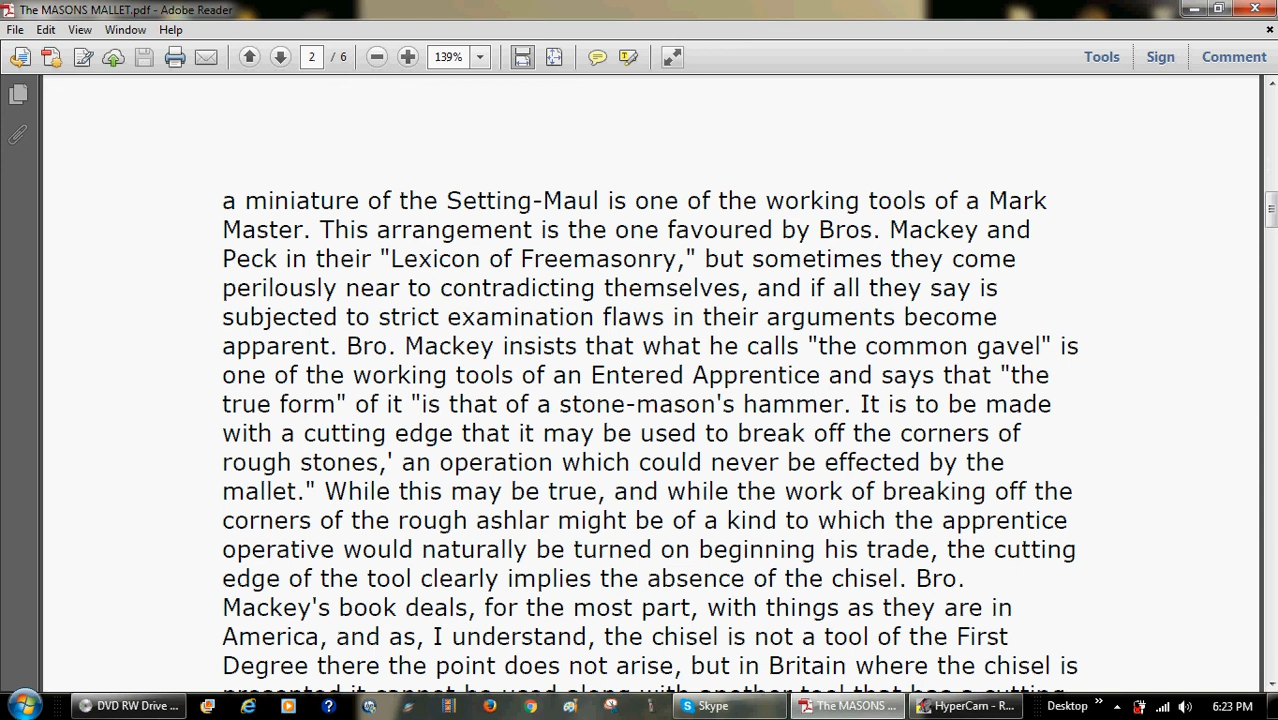 The MASONS MALLET.pdf - Adobe Reader
File Edit View Window Help
2 / 6 139% Tools Sign Comment
a miniature of the Setting-Maul is one of the working tools of a Mark
Master. This arrangement is the one favoured by Bros. Mackey and
Peck in their "Lexicon of Freemasonry," but sometimes they come
perilously near to contradicting themselves, and if all they say is
subjected to strict examination flaws in their arguments become
apparent. Bro. Mackey insists that what he calls "the common gavel" is
one of the working tools of an Entered Apprentice and says that "the
true form" of it "is that of a stone-mason's hammer. It is to be made
with a cutting edge that it may be used to break off the corners of
rough stones,' an operation which could never be effected by the
mallet." While this may be true, and while the work of breaking off the
corners of the rough ashlar might be of a kind to which the apprentice
operative would naturally be turned on beginning his trade, the cutting
edge of the tool clearly implies the absence of the chisel. Bro.
Mackey's book deals, for the most part, with things as they are in
America, and as, I understand, the chisel is not a tool of the First
Degree there the point does not arise, but in Britain where the chisel is
presented it cannot be used along with another tool that has a cutting
DVD RW Drive ... Skype The MASONS ... HyperCam - R... Desktop 6:23 PM